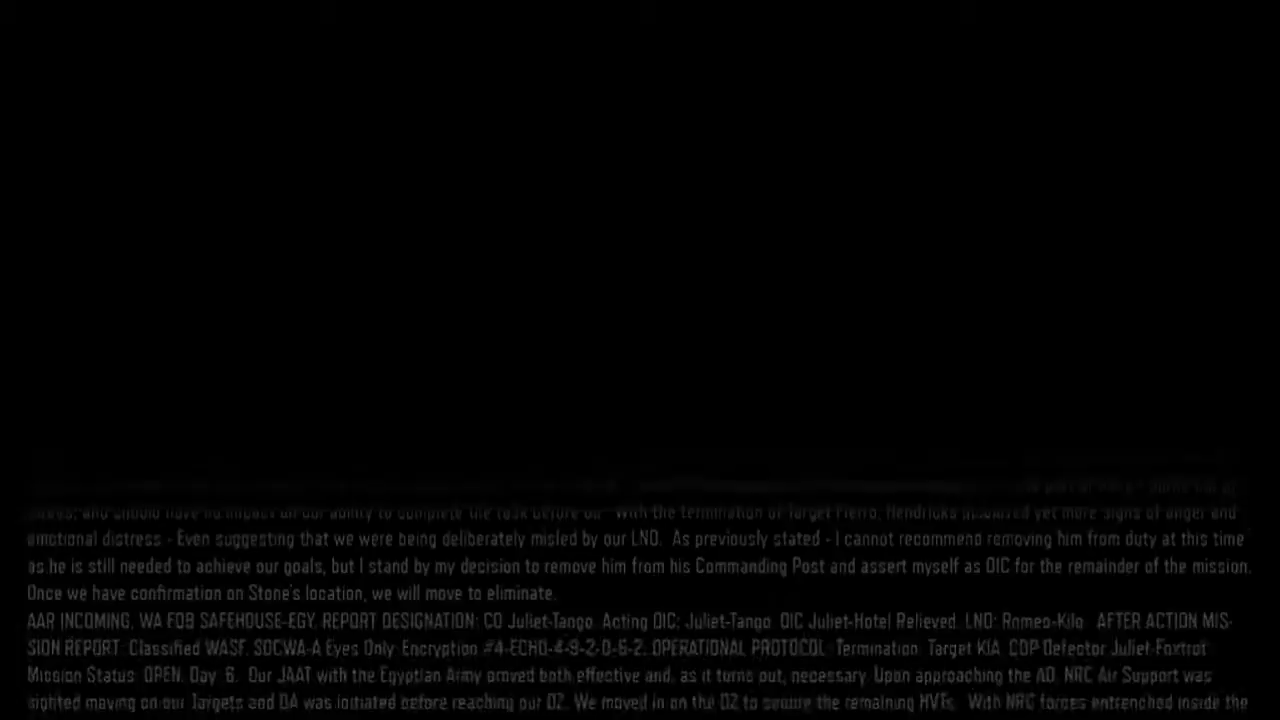 and should have no impact on our ability to complete the task before us. With the termination of Target Fierro, Hendricks displayed yet more signs of anger and
emotional distress - Even suggesting that we were being deliberately misled by our LNO. As previously stated - I cannot recommend removing him from duty at this time
as he is still needed to achieve our goals, but I stand by my decision to remove him from his Commanding Post and assert myself as OIC for the remainder of the mission.
Once we have confirmation on Stone's location, we will move to eliminate.
AAR INCOMING, WA FOB SAFEHOUSE-EGY. REPORT DESIGNATION: CO Juliet-Tango. Acting OIC: Juliet-Tango. OIC Juliet-Hotel Relieved. LNO: Romeo-Kilo. AFTER ACTION MIS-
SION REPORT: Classified WASF. SOCWA-A Eyes Only. Encryption #4-ECHO-4-9-2-D-5-2. OPERATIONAL PROTOCOL: Termination. Target KIA. CDP Defector Juliet-Foxtrot
Mission Status: OPEN. Day: 6. Our JAAT with the Egyptian Army proved both effective and, as it turns out, necessary. Upon approaching the AO, NRC Air Support was
sighted moving on our Targets and DA was initiated before reaching our DZ. We moved in on the DZ to secure the remaining HVTs. With NRC forces entrenched inside the